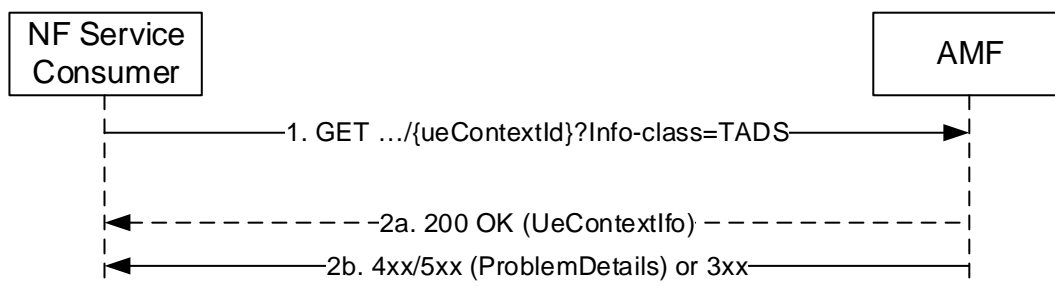 NF Service
Consumer
AMF
1. GET …/{ueContextId}?Info-class=TADS
2a. 200 OK (UeContextIfo)
2b. 4xx/5xx (ProblemDetails) or 3xx